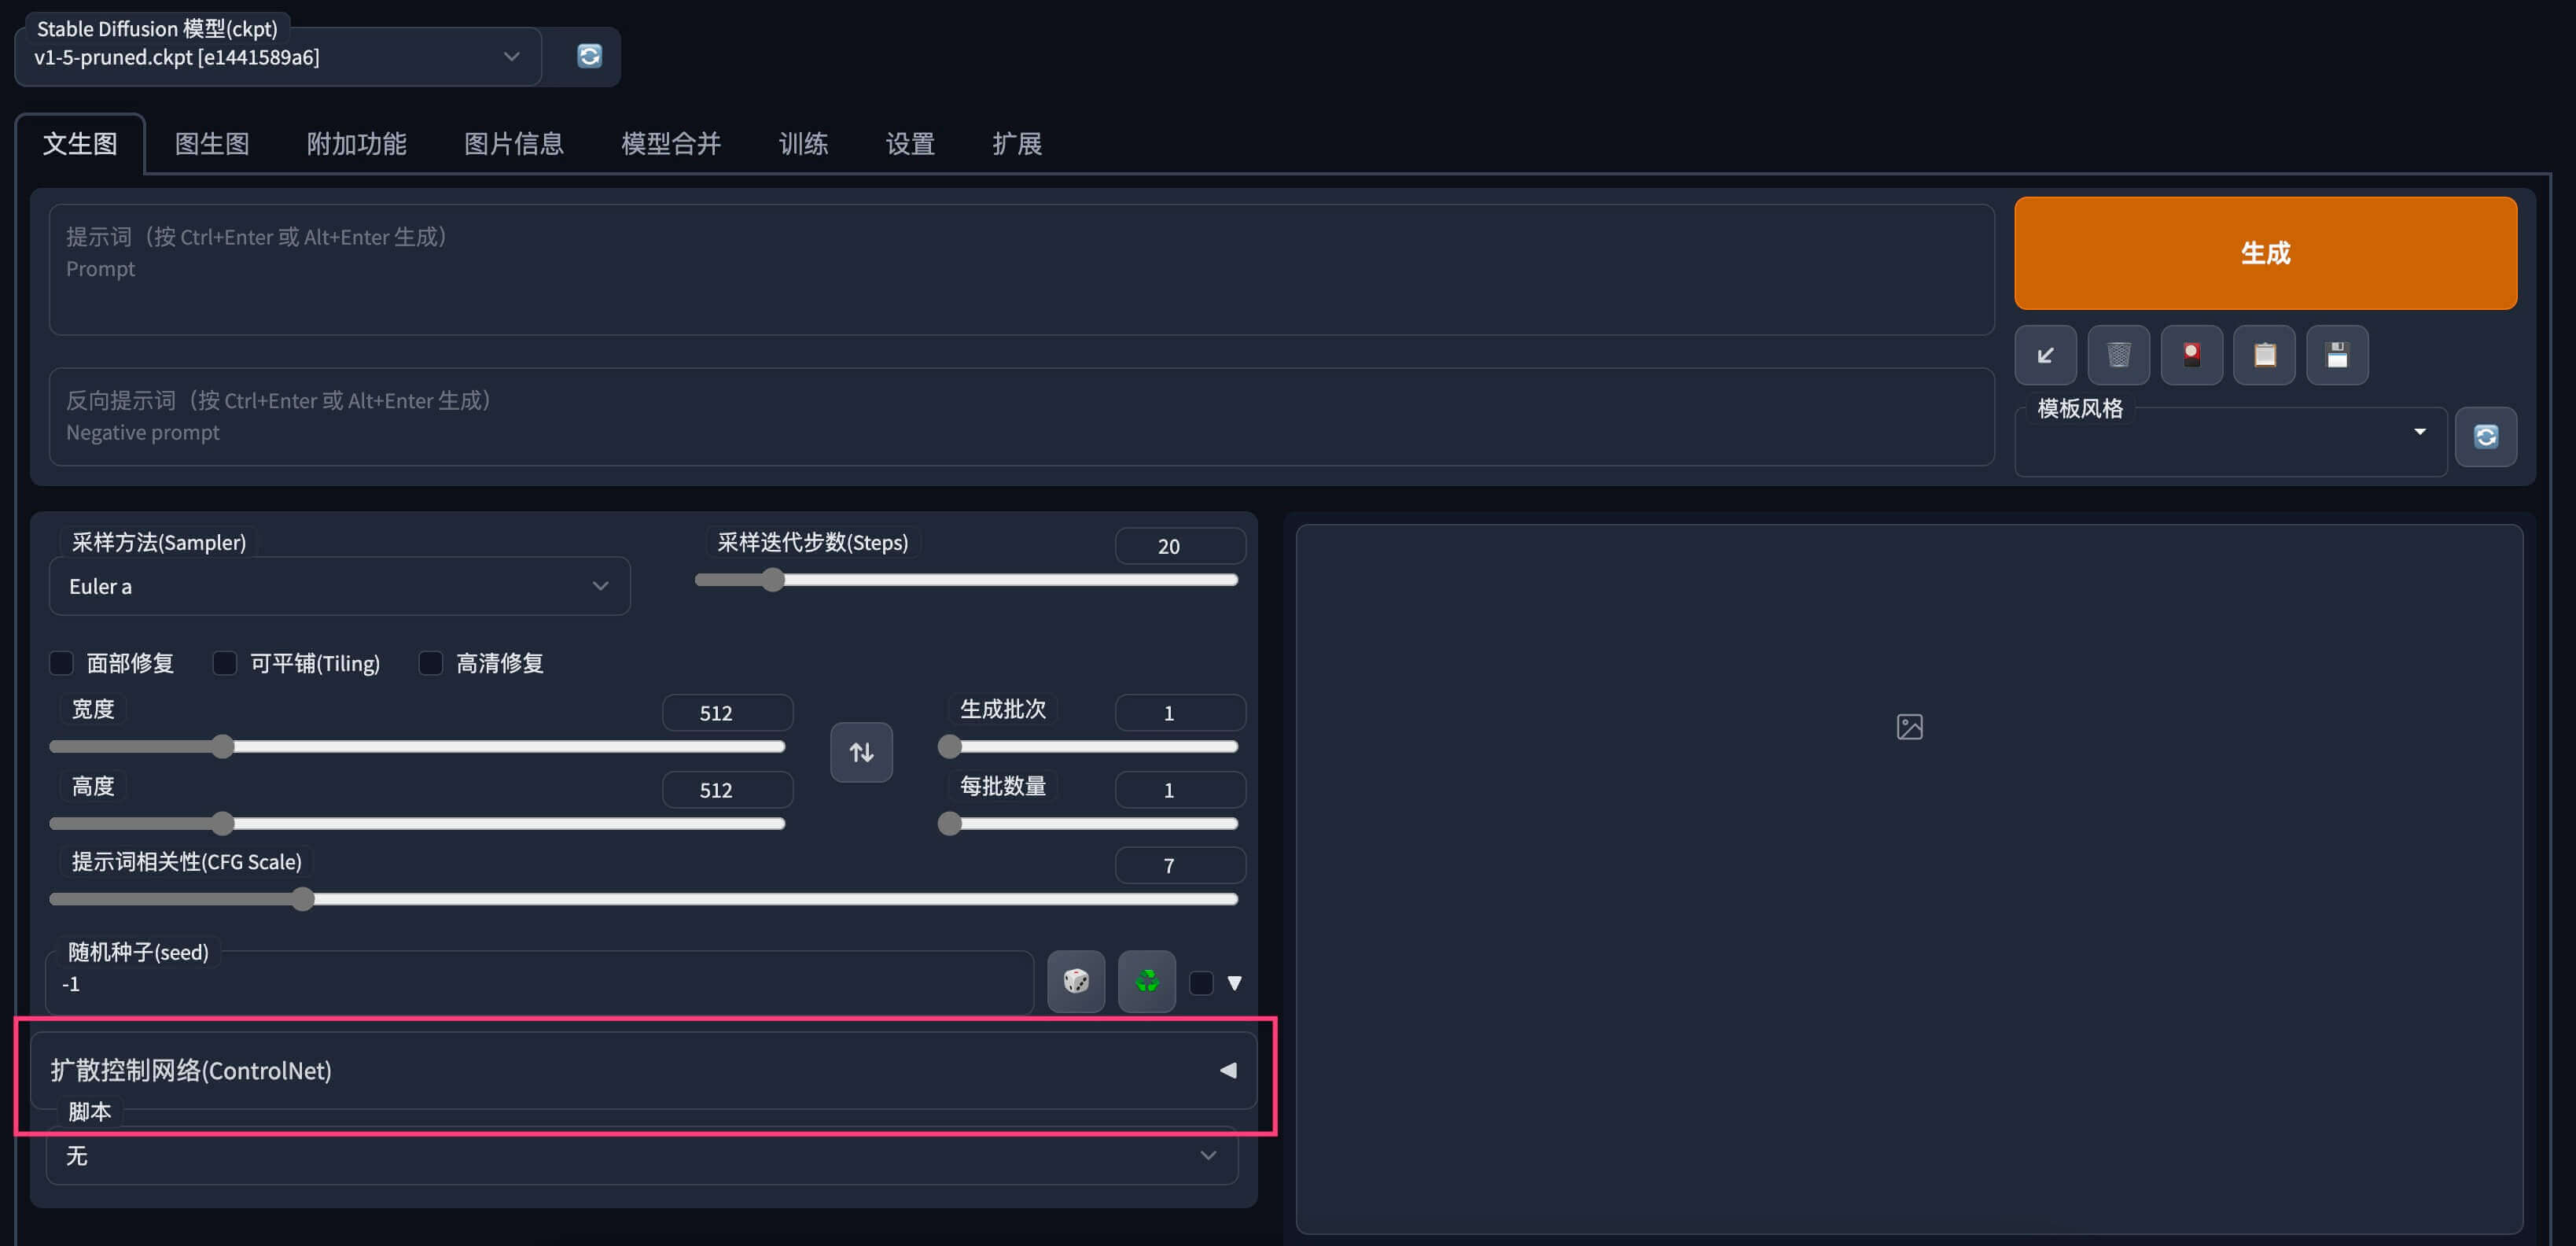 Stable Diffusion 模型(ckpt)
v1-5-pruned.ckpt [e1441589a6]
文生图 图生图 附加功能 图片信息 模型合并 训练 设置 扩展
提示词（按 Ctrl+Enter 或 Alt+Enter 生成）
Prompt
生成
反向提示词（按 Ctrl+Enter 或 Alt+Enter 生成）
Negative prompt
模板风格
采样方法(Sampler)
Euler a
采样迭代步数(Steps)
20
面部修复 可平铺(Tiling) 高清修复
宽度
512
生成批次
1
高度
512
每批数量
1
提示词相关性(CFG Scale)
7
随机种子(seed)
-1
扩散控制网络(ControlNet)
脚本
无